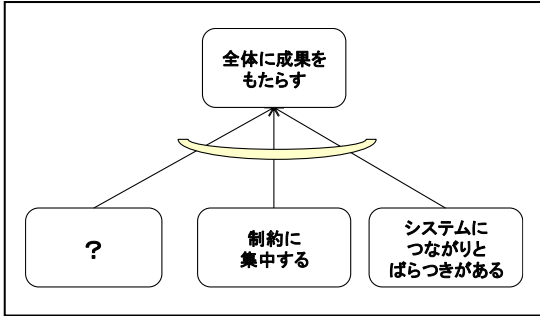 全体に成果を
もたらす
？
制約に
集中する
システムに
つながりと
ばらつきがある